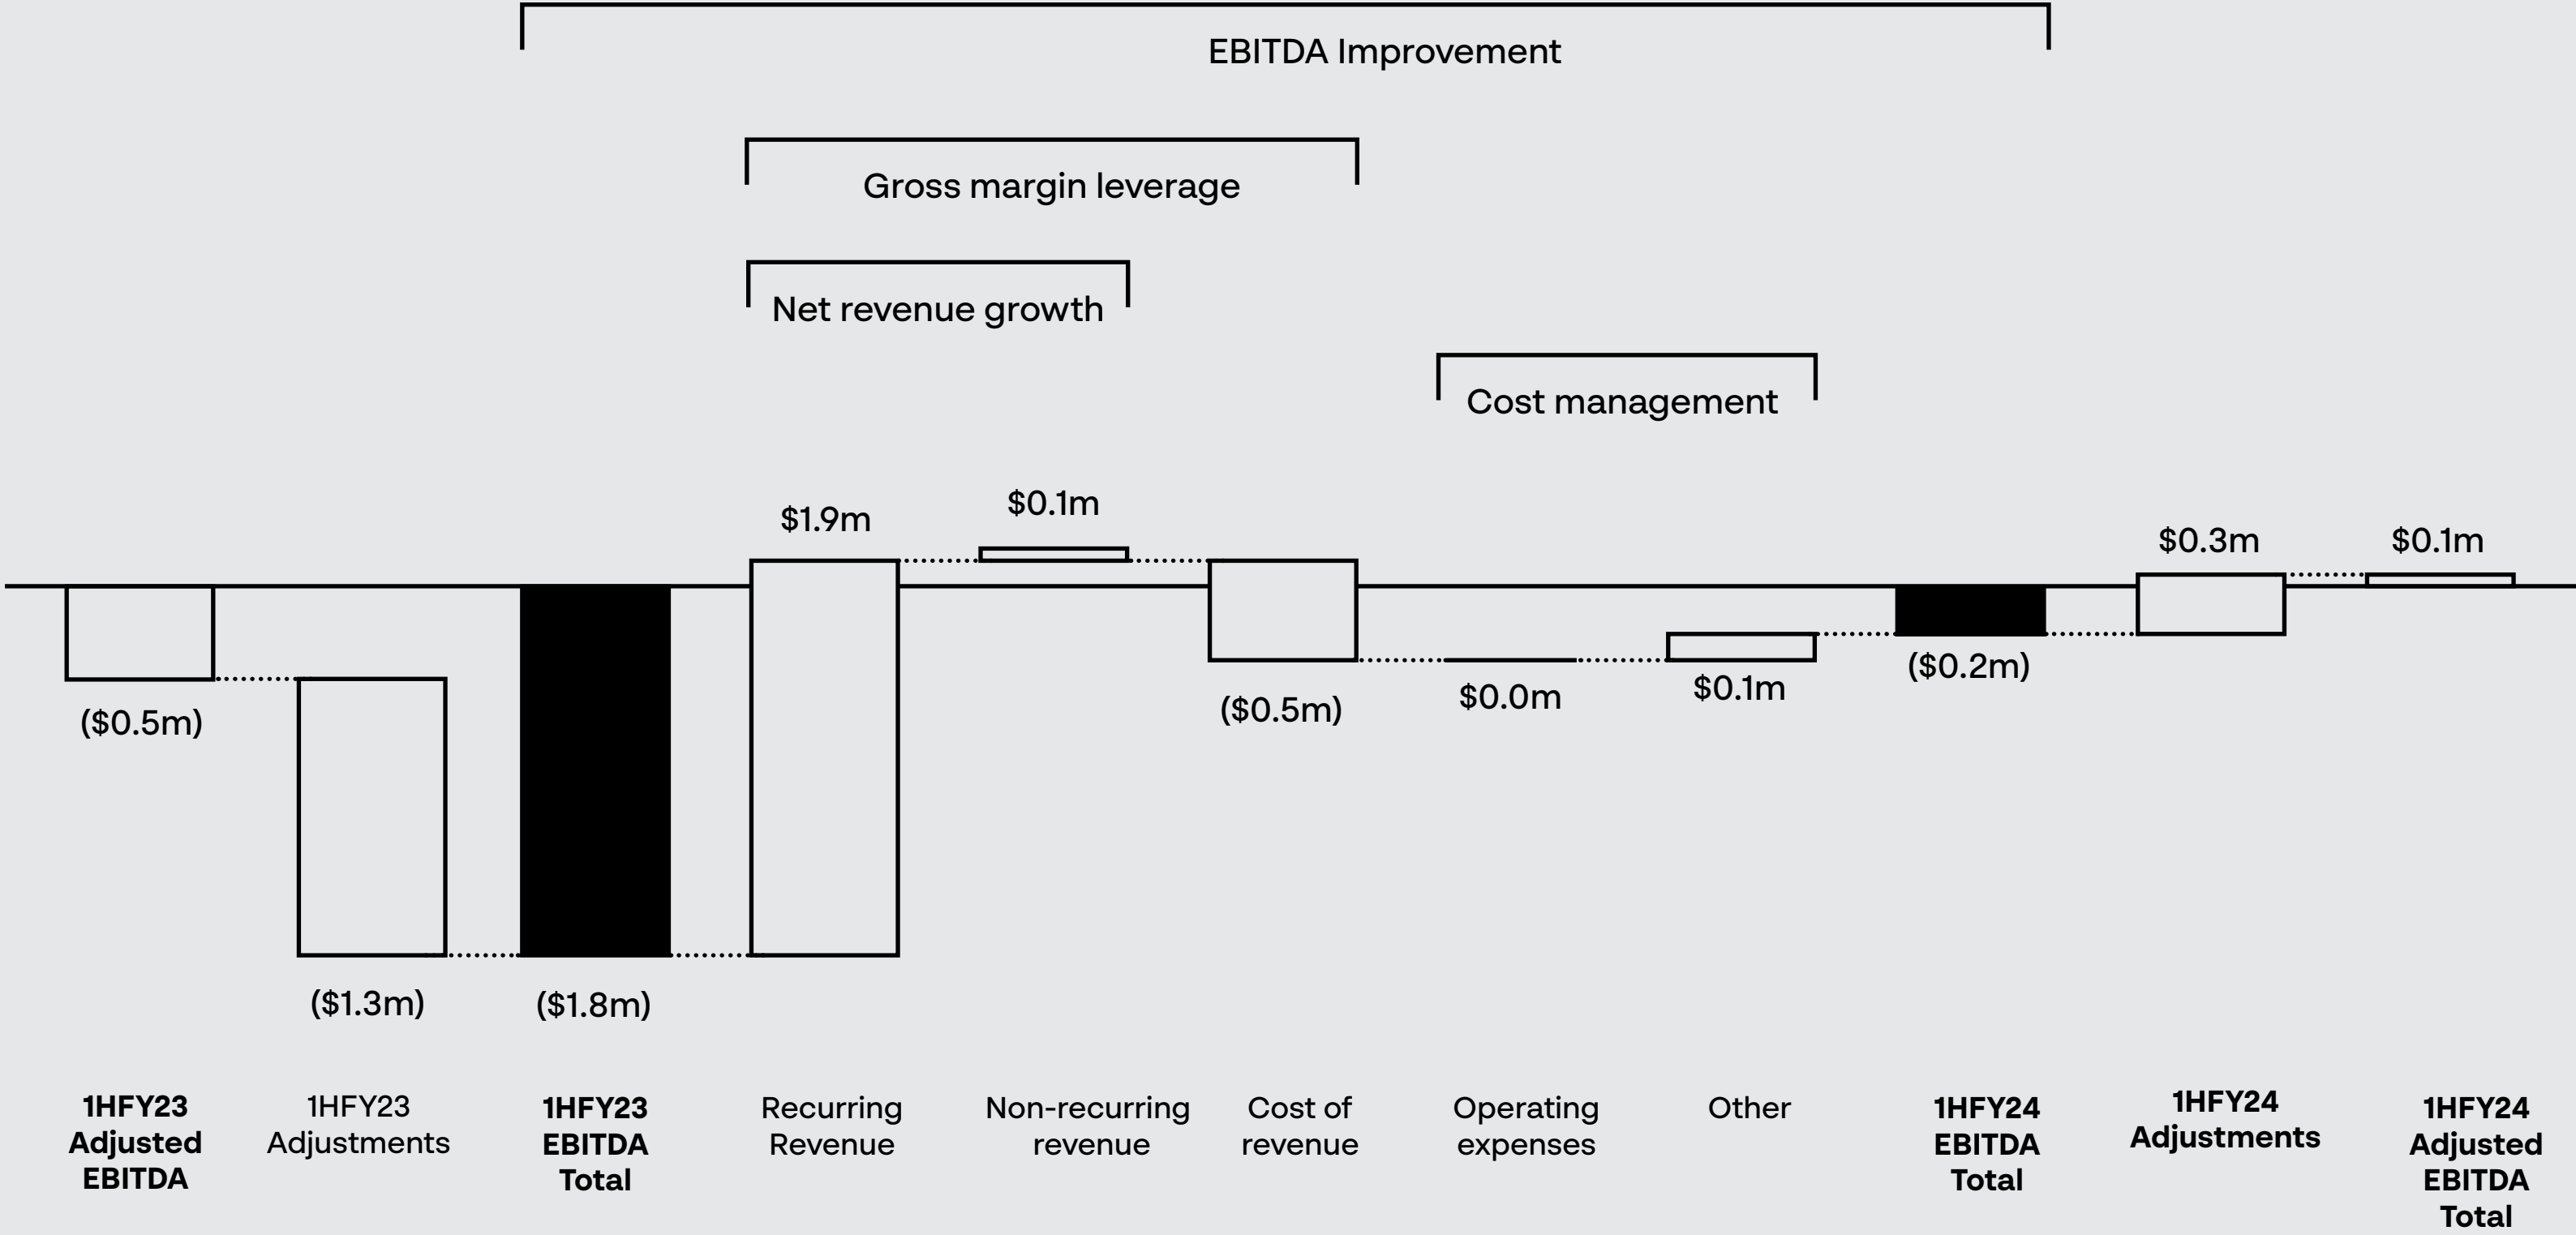 EBITDA Improvement
Gross margin leverage
Net revenue growth
Cost management
($0.5m)
($1.3m)
($1.8m)
$1.9m
$0.1m
($0.5m)
$0.0m
$0.1m
($0.2m)
$0.3m
$0.1m
1HFY23
Adjusted
EBITDA
1HFY23
Adjustments
1HFY23
EBITDA
Total
Recurring
Revenue
Non-recurring
revenue
Cost of
revenue
Operating
expenses
Other
1HFY24
EBITDA
Total
1HFY24
Adjustments
1HFY24
Adjusted
EBITDA
Total